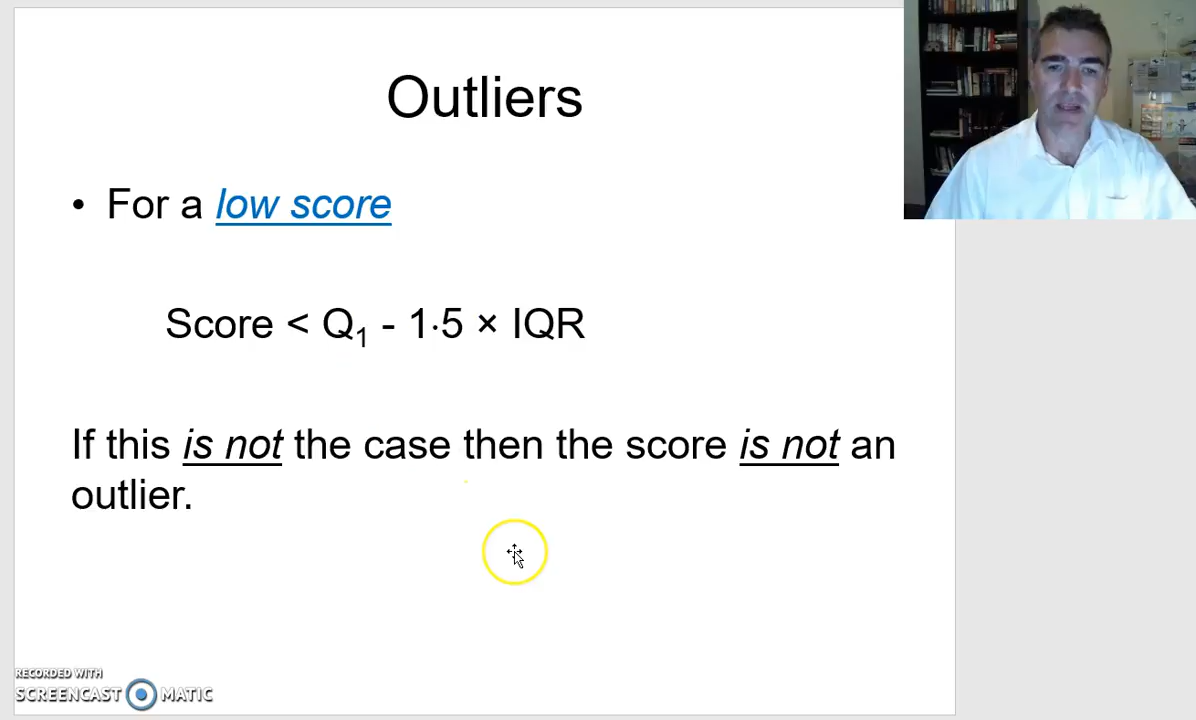 Outliers
• For a low score
Score < Q₁ - 1·5 × IQR
If this is not the case then the score is not an
outlier.
RECORDED WITH
SCREENCAST MATIC